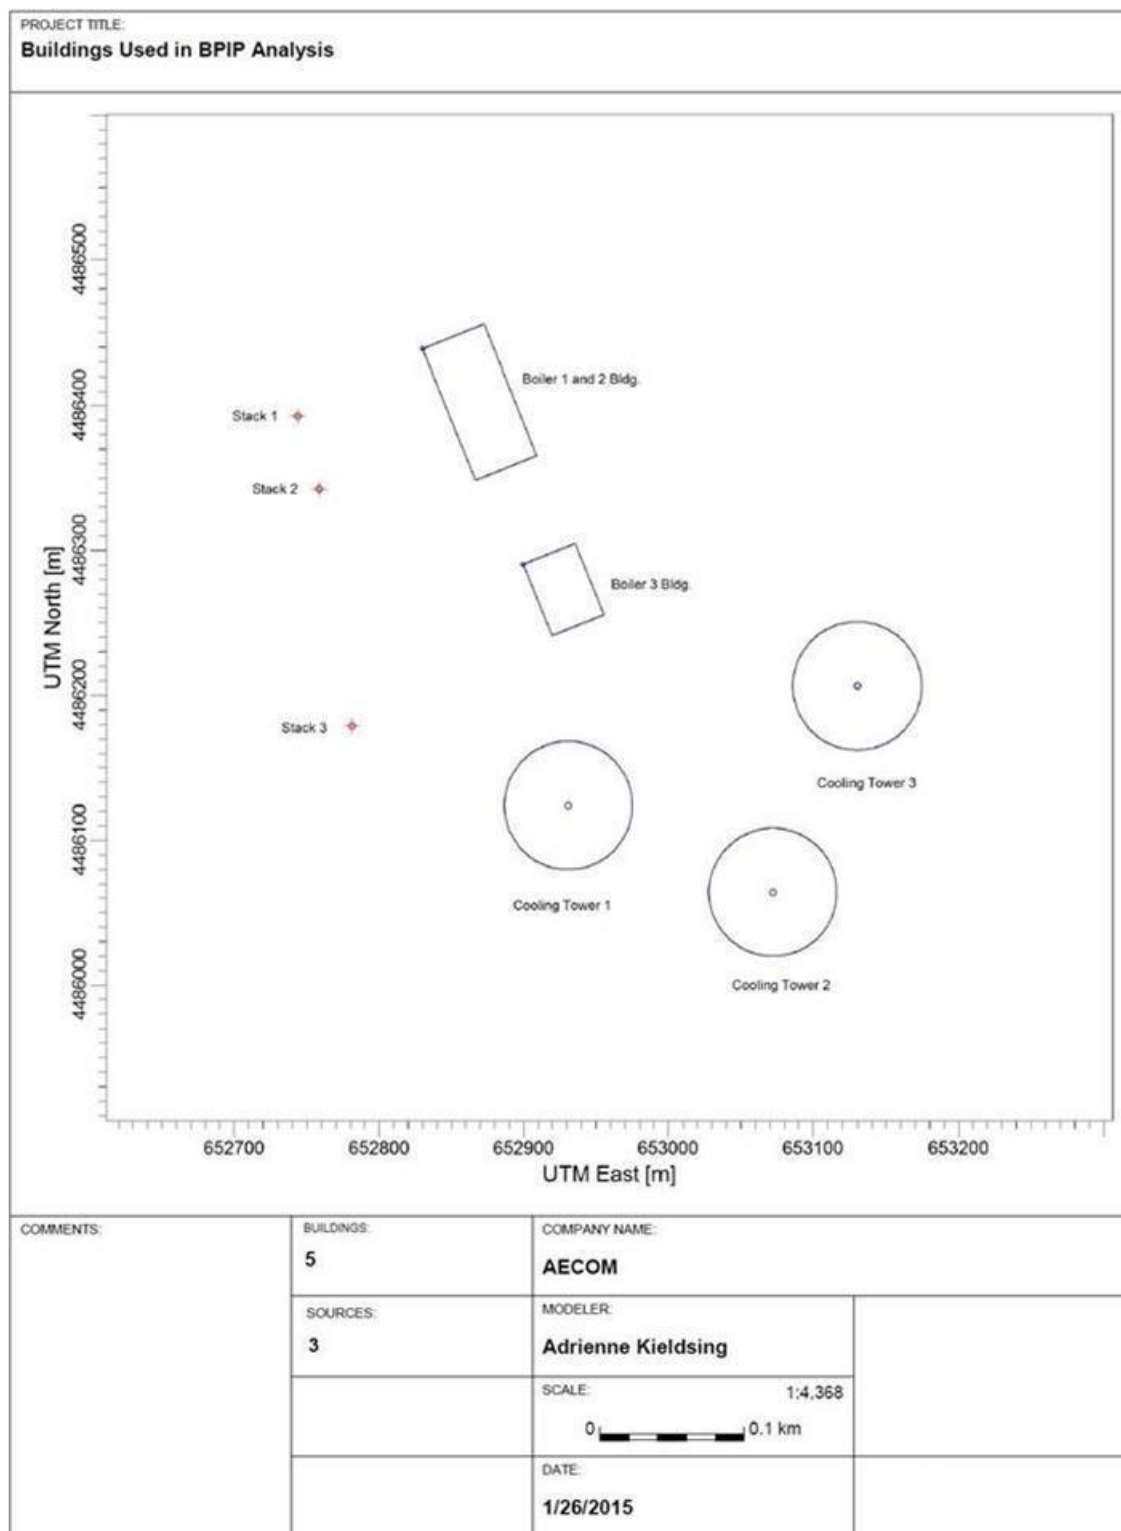 PROJECT TITLE:
Buildings Used in BPIP Analysis
4486500
Boiler 1 and 2 Bldg.
4486400
Stack 1
Stack 2
4486300
Boiler 3 Bldg.
UTM North [m]
4486200
Stack 3
Cooling Tower 3
4486100
Cooling Tower 1
4486000
Cooling Tower 2
652700 652800 652900 653000 653100 653200
UTM East [m]
COMMENTS:
BUILDINGS:
5
COMPANY NAME:
AECOM
SOURCES:
3
MODELER:
Adrienne Kieldsing
SCALE: 1:4,368
0 0.1 km
DATE:
1/26/2015